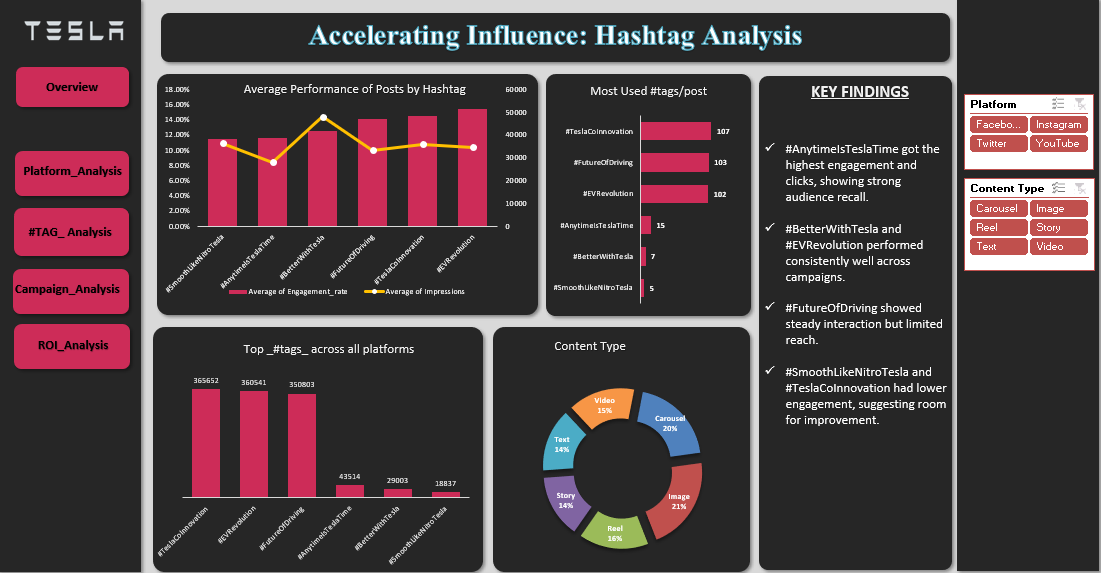 TESLA
Accelerating Influence: Hashtag Analysis
Overview
Platform_Analysis
#TAG_ Analysis
Campaign_Analysis
ROI_Analysis
Average Performance of Posts by Hashtag
18.00%
16.00%
14.00%
12.00%
10.00%
8.00%
6.00%
4.00%
2.00%
0.00%
60000
50000
40000
30000
20000
10000
0
#SmoothLikeNitroTesla
#AnytimeIsTeslaTime
#BetterWithTesla
#FutureOfDriving
#TeslaCoInnovation
#EVRevolution
Average of Engagement_rate
Average of Impressions
Most Used #tags/post
#TeslaCoInnovation 107
#FutureOfDriving 103
#EVRevolution 102
#AnytimeIsTeslaTime 15
#BetterWithTesla 7
#SmoothLikeNitroTesla 5
Top _#tags_ across all platforms
365652
360541
350803
43514
29003
18837
#TeslaCoInnovation
#EVRevolution
#FutureOfDriving
#AnytimeIsTeslaTime
#BetterWithTesla
#SmoothLikeNitroTesla
Content Type
Carousel
20%
Image
21%
Reel
16%
Story
14%
Text
14%
Video
15%
KEY FINDINGS
✓ #AnytimeIsTeslaTime got the
highest engagement and
clicks, showing strong
audience recall.
✓ #BetterWithTesla and
#EVRevolution performed
consistently well across
campaigns.
✓ #FutureOfDriving showed
steady interaction but limited
reach.
✓ #SmoothLikeNitroTesla and
#TeslaCoInnovation had lower
engagement, suggesting room
for improvement.
Platform
Facebo... Instagram
Twitter YouTube
Content Type
Carousel Image
Reel Story
Text Video